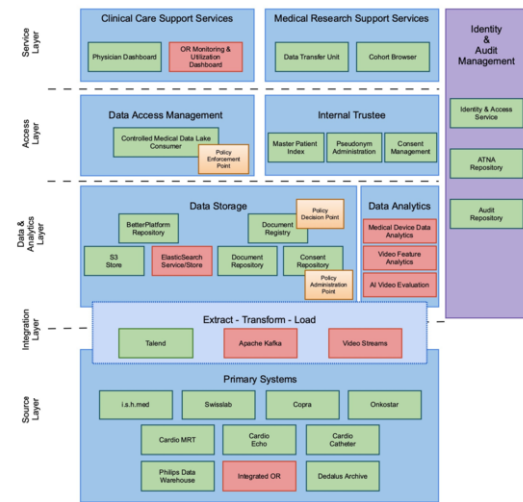 Service
Layer
Clinical Care Support Services
Physician Dashboard
OR Monitoring &
Utilization
Dashboard
Medical Research Support Services
Data Transfer Unit
Cohort Browser
Identity
&
Audit
Management
Identity & Access
Service
ATNA
Repository
Audit
Repository
Access
Layer
Data Access Management
Controlled Medical Data Lake
Consumer
Policy
Enforcement
Point
Internal Trustee
Master Patient
Index
Pseudonym
Administration
Consent
Management
Data &
Analytics
Layer
Data Storage
BetterPlatform
Repository
Document
Registry
Policy
Decision Point
S3
Store
ElasticSearch
Service/Store
Document
Repository
Consent
Repository
Policy
Administration
Point
Data Analytics
Medical Device Data
Analytics
Video Feature
Analytics
AI Video Evaluation
Integration
Layer
Extract - Transform - Load
Talend
Apache Kafka
Video Streams
Source
Layer
Primary Systems
i.s.h.med
Swisslab
Copra
Onkostar
Cardio MRT
Cardio
Echo
Cardio
Catheter
Philips Data
Warehouse
Integrated OR
Dedalus Archive